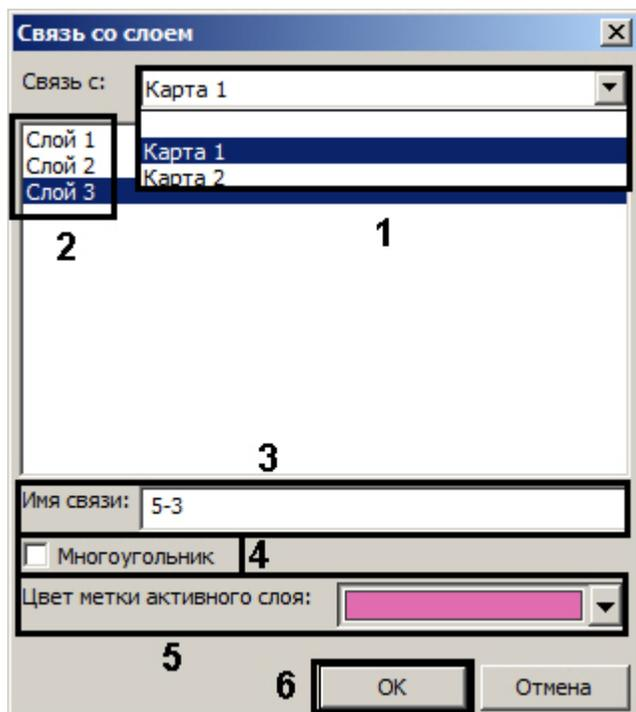 Связь со слоем
Связь с:
Карта 1
Карта 1
Карта 2
1
Слой 1
Слой 2
Слой 3
2
3
Имя связи: 5-3
Многоугольник 4
Цвет метки активного слоя:
5
6 OK Отмена